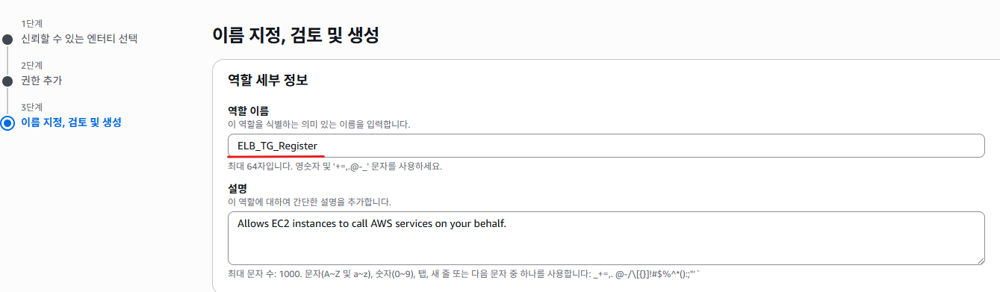 1단계
신뢰할 수 있는 엔터티 선택
2단계
권한 추가
3단계
이름 지정, 검토 및 생성
이름 지정, 검토 및 생성
역할 세부 정보
역할 이름
이 역할을 식별하는 의미 있는 이름을 입력합니다.
ELB_TG_Register
최대 64자입니다. 영숫자 및 '+=,.@-_' 문자를 사용하세요.
설명
이 역할에 대하여 간단한 설명을 추가합니다.
Allows EC2 instances to call AWS services on your behalf.
최대 문자 수: 1000. 문자(A~Z 및 a~z), 숫자(0~9), 탭, 새 줄 또는 다음 문자 중 하나를 사용합니다: _+=,. @-/\[{}]!#$%^*();:"'`